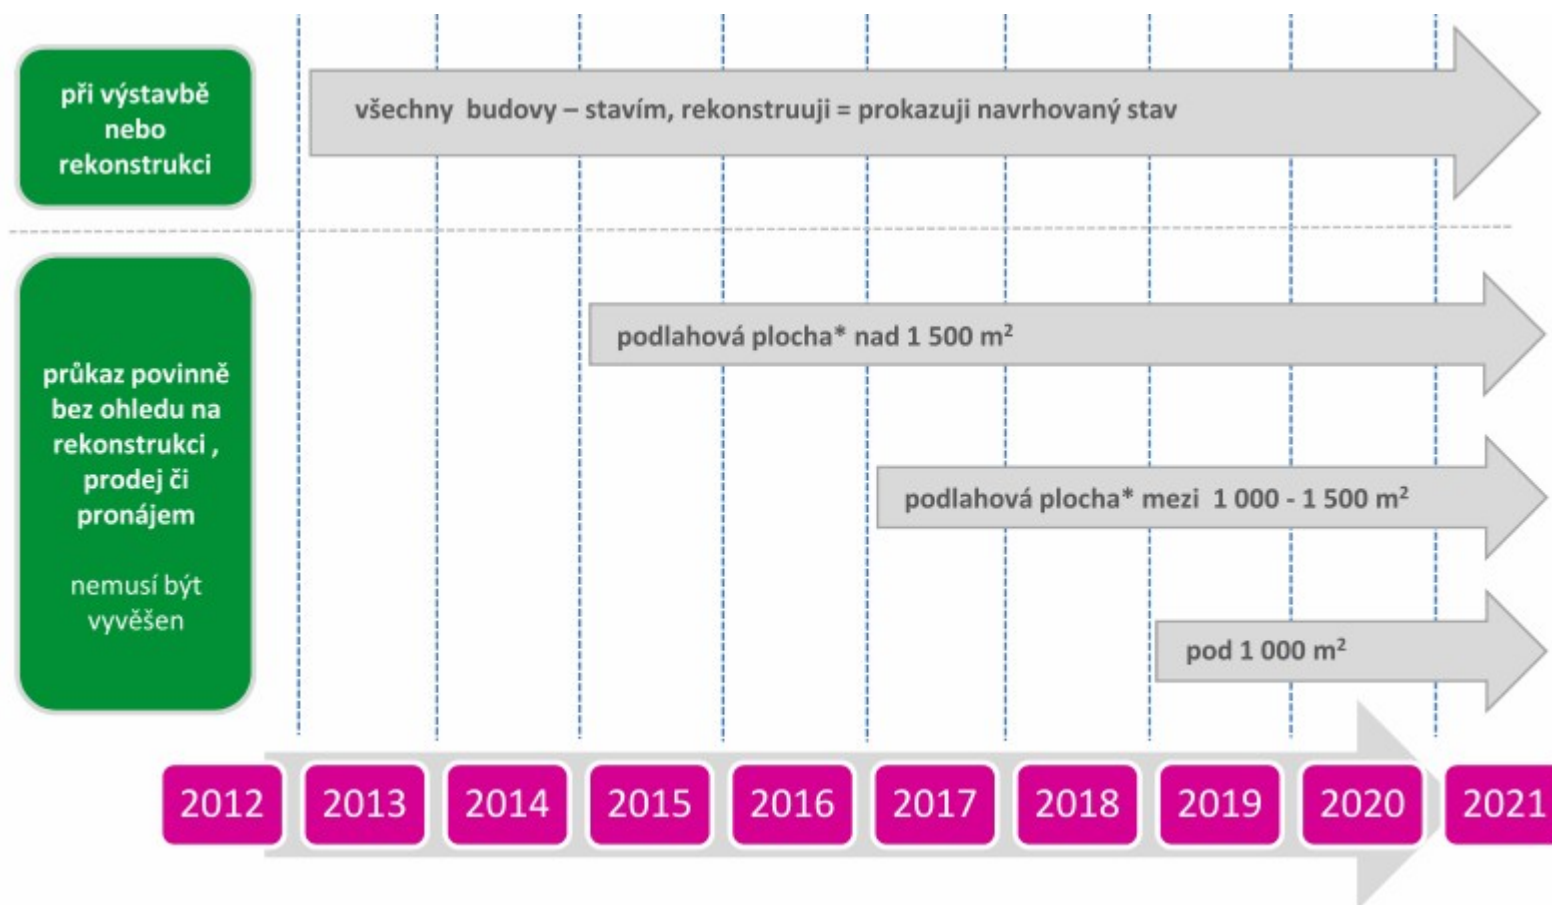 při výstavbě
nebo
rekonstrukci
všechny budovy – stavím, rekonstruuji = prokazuji navrhovaný stav
průkaz povinně
bez ohledu na
rekonstrukci ,
prodej či
pronájem
nemusí být
vyvěšen
podlahová plocha* nad 1 500 m²
podlahová plocha* mezi 1 000 - 1 500 m²
pod 1 000 m²
2012 2013 2014 2015 2016 2017 2018 2019 2020 2021